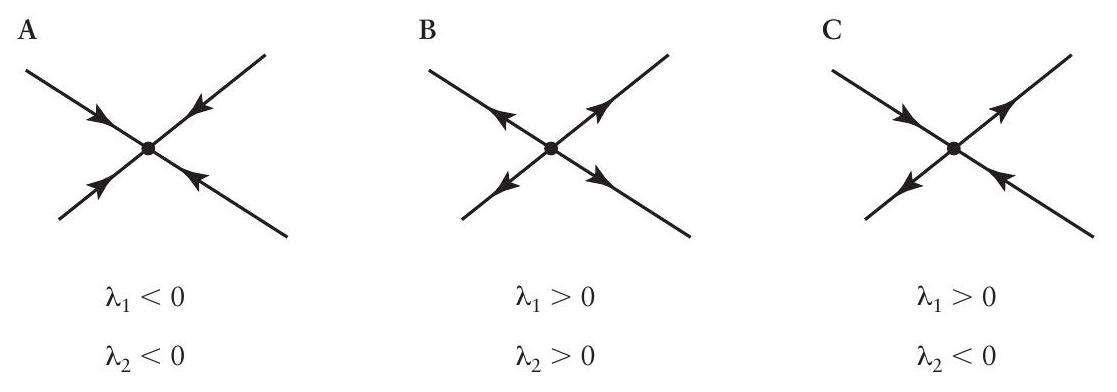 A B C
λ₁ < 0 λ₁ > 0 λ₁ > 0
λ₂ < 0 λ₂ > 0 λ₂ < 0